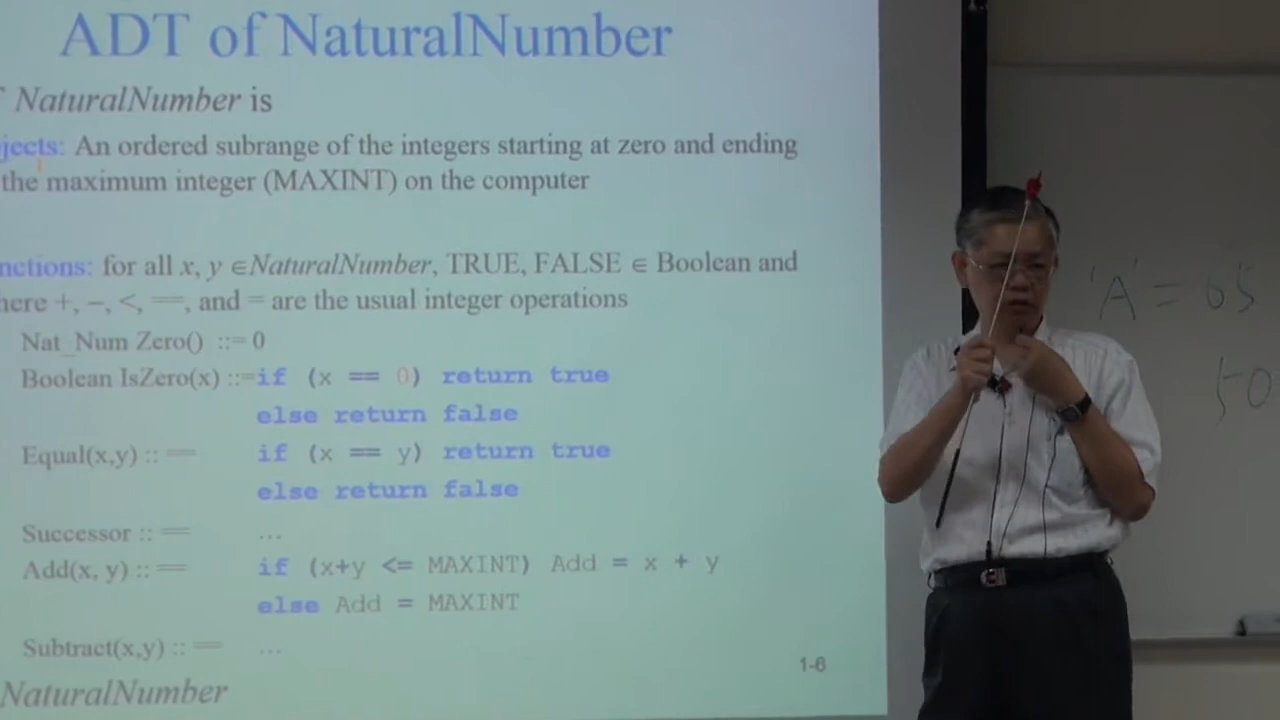 ADT of NaturalNumber
NaturalNumber is
jects: An ordered subrange of the integers starting at zero and ending
the maximum integer (MAXINT) on the computer
nctions: for all x, y ∈NaturalNumber, TRUE, FALSE ∈ Boolean and
here +, −, <, ==, and = are the usual integer operations
Nat_Num Zero() ::= 0
Boolean IsZero(x) ::=if (x == 0) return true
else return false
Equal(x,y) :: == if (x == y) return true
else return false
Successor :: == ...
Add(x, y) :: == if (x+y <= MAXINT) Add = x + y
else Add = MAXINT
Subtract(x,y) :: == ...
NaturalNumber
1-6
'A' = 65